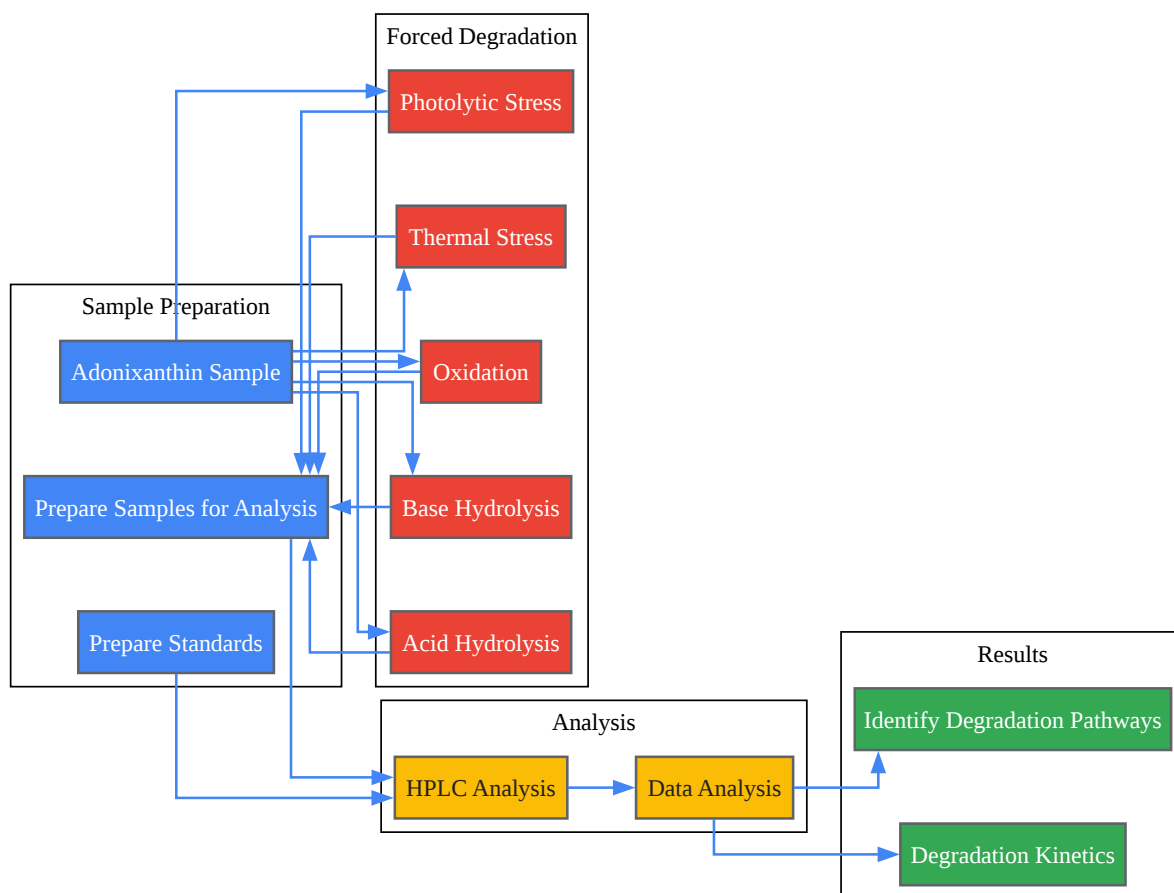 Forced Degradation
Photolytic Stress
Thermal Stress
Sample Preparation
Adonixanthin Sample
Oxidation
Prepare Samples for Analysis
Base Hydrolysis
Prepare Standards
Acid Hydrolysis
Results
Identify Degradation Pathways
Analysis
HPLC Analysis
Data Analysis
Degradation Kinetics